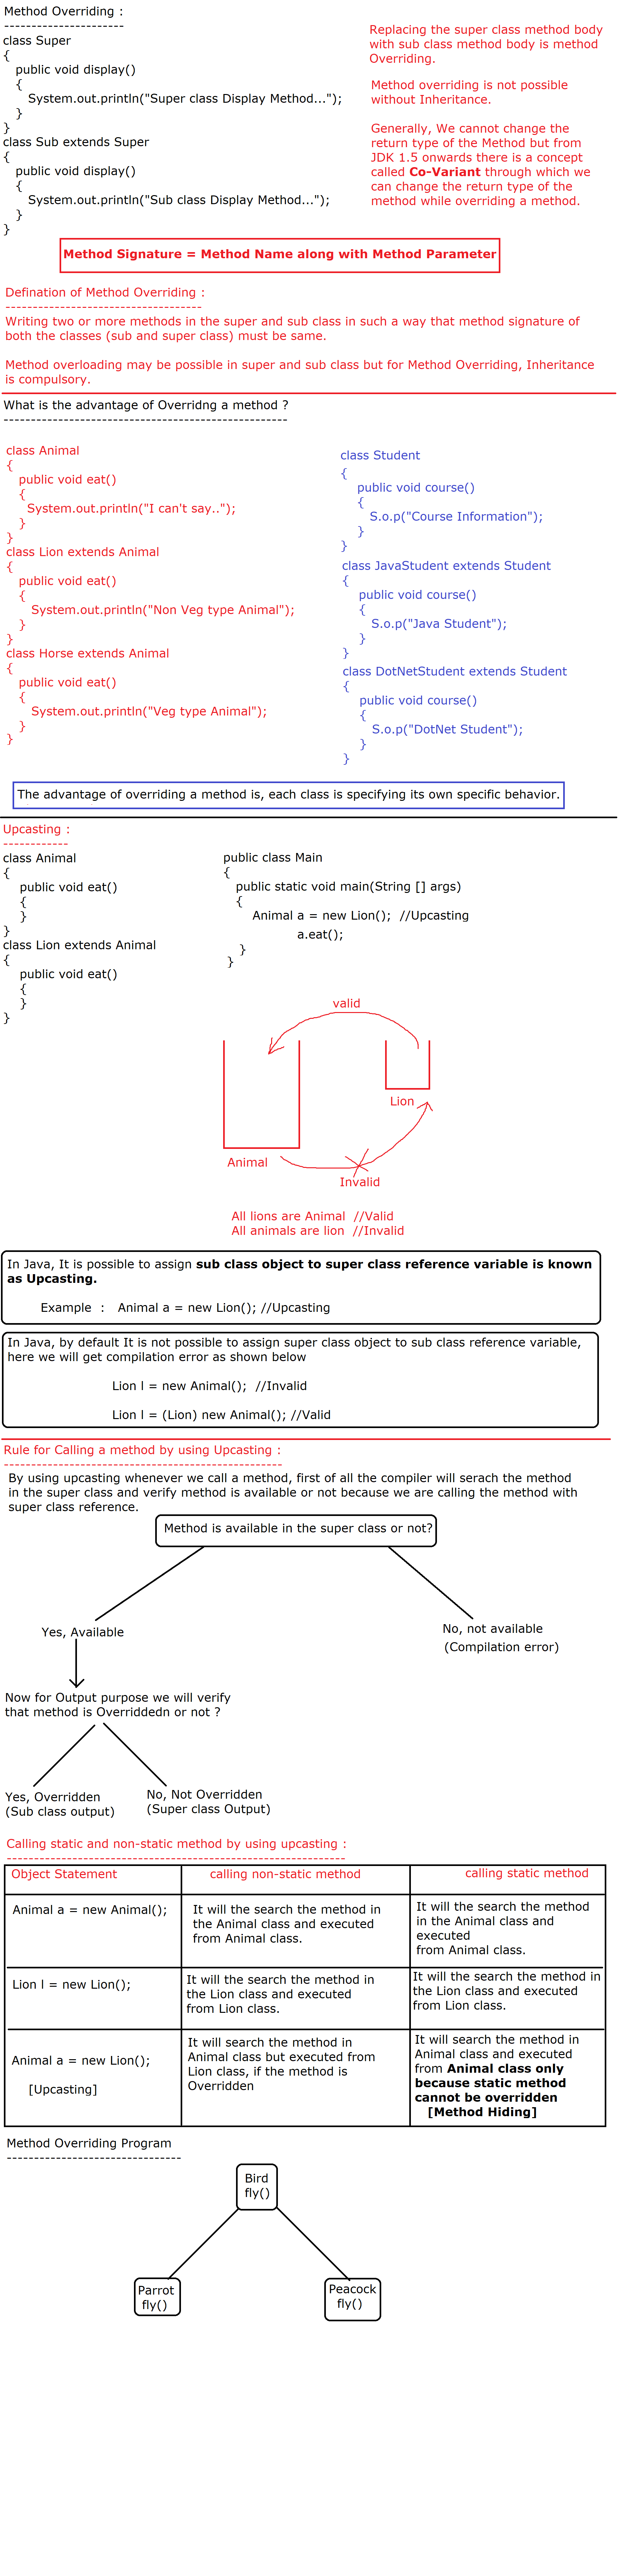 Method Overriding :
----------------------
class Super
{
public void display()
{
System.out.println("Super class Display Method...");
}
}
class Sub extends Super
{
public void display()
{
System.out.println("Sub class Display Method...");
}
}
Replacing the super class method body
with sub class method body is method
Overriding.
Method overriding is not possible
without Inheritance.
Generally, We cannot change the
return type of the Method but from
JDK 1.5 onwards there is a concept
called Co-Variant through which we
can change the return type of the
method while overriding a method.
Method Signature = Method Name along with Method Parameter
Defination of Method Overriding :
------------------------------------
Writing two or more methods in the super and sub class in such a way that method signature of
both the classes (sub and super class) must be same.
Method overloading may be possible in super and sub class but for Method Overriding, Inheritance
is compulsory.
What is the advantage of Overridng a method ?
----------------------------------------------------
class Animal
{
public void eat()
{
System.out.println("I can't say..");
}
}
class Lion extends Animal
{
public void eat()
{
System.out.println("Non Veg type Animal");
}
}
class Horse extends Animal
{
public void eat()
{
System.out.println("Veg type Animal");
}
}
class Student
{
public void course()
{
S.o.p("Course Information");
}
}
class JavaStudent extends Student
{
public void course()
{
S.o.p("Java Student");
}
}
class DotNetStudent extends Student
{
public void course()
{
S.o.p("DotNet Student");
}
}
The advantage of overriding a method is, each class is specifying its own specific behavior.
Upcasting :
------------
class Animal
{
public void eat()
{
}
}
class Lion extends Animal
{
public void eat()
{
}
}
public class Main
{
public static void main(String [] args)
{
Animal a = new Lion();  //Upcasting
a.eat();
}
}
valid
Lion
Animal
Invalid
All lions are Animal  //Valid
All animals are lion  //Invalid
In Java, It is possible to assign sub class object to super class reference variable is known
as Upcasting.
Example  :   Animal a = new Lion(); //Upcasting
In Java, by default It is not possible to assign super class object to sub class reference variable,
here we will get compilation error as shown below
Lion l = new Animal();  //Invalid
Lion l = (Lion) new Animal(); //Valid
Rule for Calling a method by using Upcasting :
---------------------------------------------------
By using upcasting whenever we call a method, first of all the compiler will serach the method
in the super class and verify method is available or not because we are calling the method with
super class reference.
Method is available in the super class or not?
Yes, Available
No, not available
(Compilation error)
Now for Output purpose we will verify
that method is Overriddedn or not ?
Yes, Overridden
(Sub class output)
No, Not Overridden
(Super class Output)
Calling static and non-static method by using upcasting :
--------------------------------------------------------------
Object Statement
calling non-static method
calling static method
Animal a = new Animal();
It will the search the method in
the Animal class and executed
from Animal class.
It will the search the method
in the Animal class and
executed
from Animal class.
Lion l = new Lion();
It will the search the method in
the Lion class and executed
from Lion class.
It will the search the method in
the Lion class and executed
from Lion class.
Animal a = new Lion();
[Upcasting]
It will search the method in
Animal class but executed from
Lion class, if the method is
Overridden
It will search the method in
Animal class and executed
from Animal class only
because static method
cannot be overridden
[Method Hiding]
Method Overriding Program
--------------------------------
Bird
fly()
Parrot
fly()
Peacock
fly()